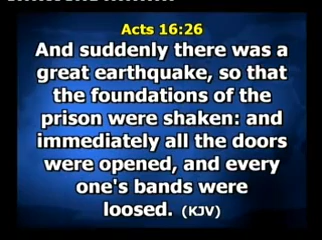 Acts 16:26
And suddenly there was a
great earthquake, so that
the foundations of the
prison were shaken: and
immediately all the doors
were opened, and every
one's bands were
loosed. (KJV)